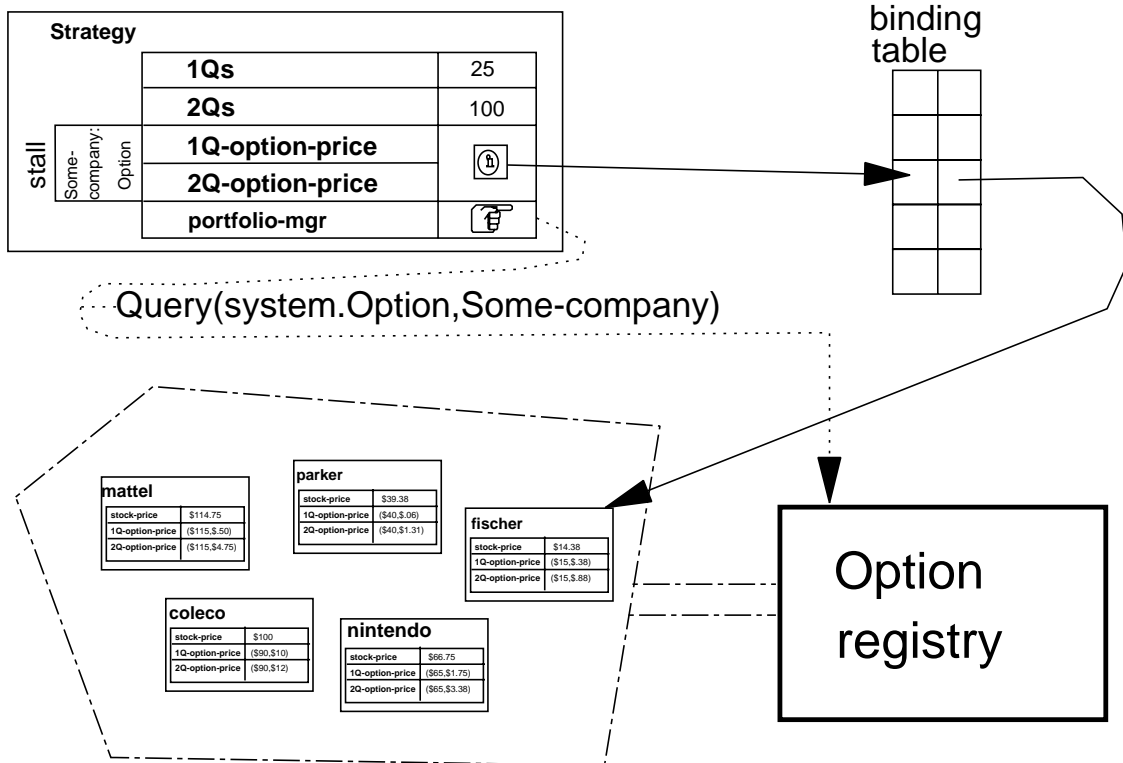 Strategy
1Qs 25
2Qs 100
stall
Some-
company:
Option
1Q-option-price
2Q-option-price
portfolio-mgr
binding
table
Query(system.Option,Some-company)
mattel
stock-price $114.75
1Q-option-price ($115,$.50)
2Q-option-price ($115,$4.75)
parker
stock-price $39.38
1Q-option-price ($40,$.06)
2Q-option-price ($40,$1.31)
fischer
stock-price $14.38
1Q-option-price ($15,$.38)
2Q-option-price ($15,$.88)
coleco
stock-price $100
1Q-option-price ($90,$10)
2Q-option-price ($90,$12)
nintendo
stock-price $66.75
1Q-option-price ($65,$1.75)
2Q-option-price ($65,$3.38)
Option
registry